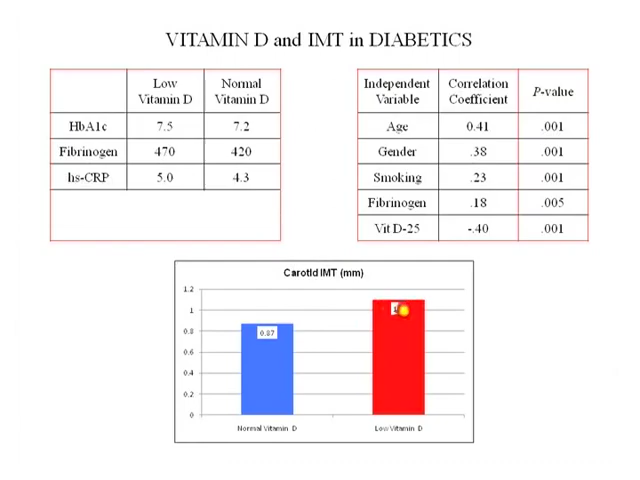 VITAMIN D and IMT in DIABETICS
Low Vitamin D Normal Vitamin D
HbA1c 7.5 7.2
Fibrinogen 470 420
hs-CRP 5.0 4.3
Independent Variable Correlation Coefficient P-value
Age 0.41 .001
Gender .38 .001
Smoking .23 .001
Fibrinogen .18 .005
Vit D-25 -.40 .001
Carotid IMT (mm)
1.2
1
0.8
0.6
0.4
0.2
0
0.87
Normal Vitamin D Low Vitamin D